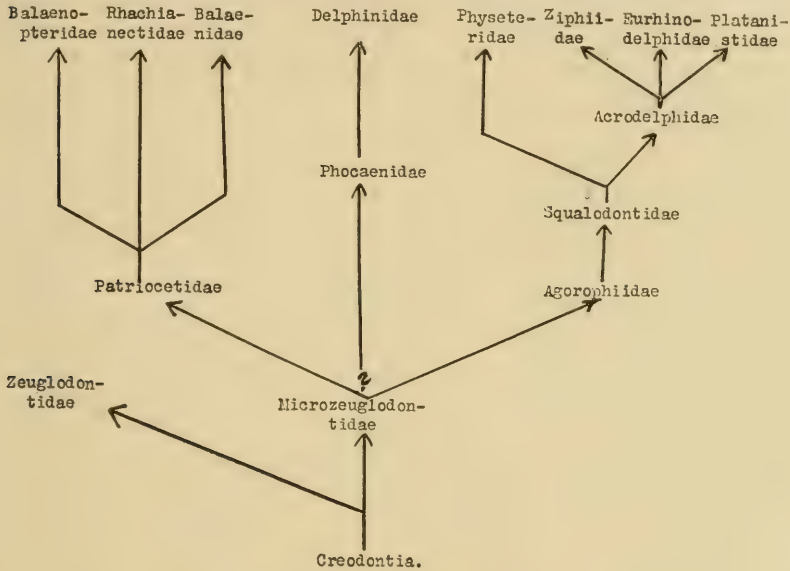 Balaeno-
pteridae
Rhachia-
nectidae
Balae-
nidae
Delphinidae
Physete-
ridae
Ziphii-
dae
Eurhino-
delphidae
Platani-
stidae
Acrodelphidae
Phocaenidae
Squalodontidae
Patriocetidae
Agorophiidae
?
Zeuglodon-
tidae
Microzeuglodon-
tidae
Creodontia.